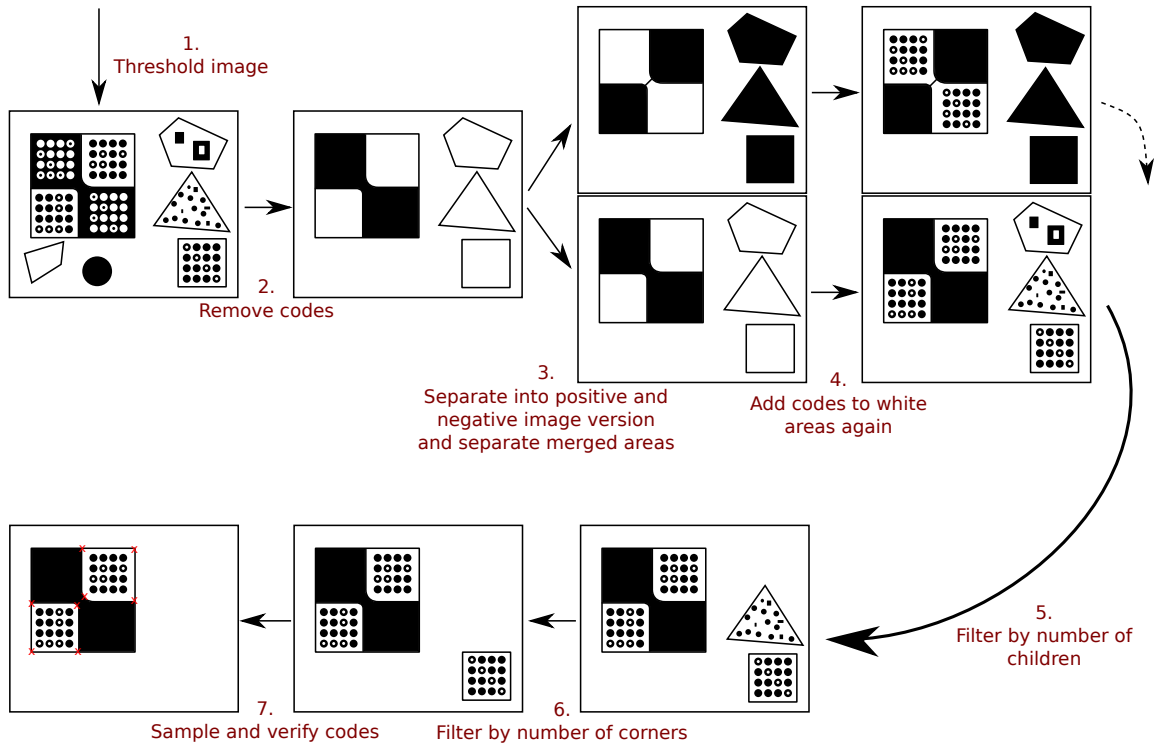 1.
Threshold image
2.
Remove codes
3.
Separate into positive and
negative image version
and separate merged areas
4.
Add codes to white
areas again
5.
Filter by number of
children
6.
Filter by number of corners
7.
Sample and verify codes